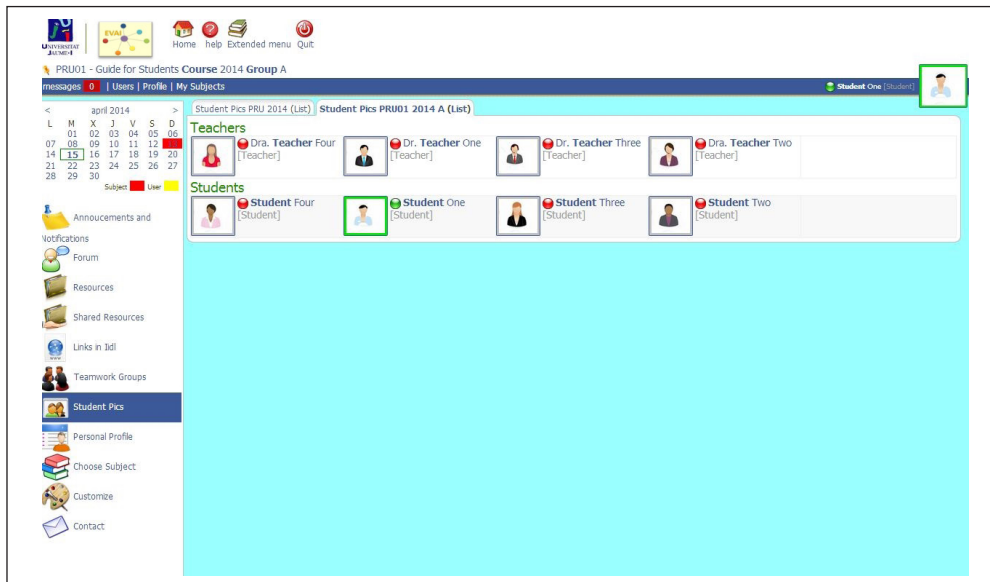 UNIVERSITAT
JAUME·I
EVAI
Home help Extended menu Quit
PRU01 - Guide for Students Course 2014 Group A
messages 0 | Users | Profile | My Subjects
Student One [Student]
< april 2014 >
L M X J V S D
01 02 03 04 05 06
07 08 09 10 11 12
14 15 16 17 18 19 20
21 22 23 24 25 26 27
28 29 30
Subject User
Annoucements and
Notifications
Forum
Resources
Shared Resources
Links in Iidl
Teamwork Groups
Student Pics
Personal Profile
Choose Subject
Customize
Contact
Student Pics PRU 2014 (List) Student Pics PRU01 2014 A (List)
Teachers
Dra. Teacher Four Dr. Teacher One Dr. Teacher Three Dra. Teacher Two
[Teacher] [Teacher] [Teacher] [Teacher]
Students
Student Four Student One Student Three Student Two
[Student] [Student] [Student] [Student]